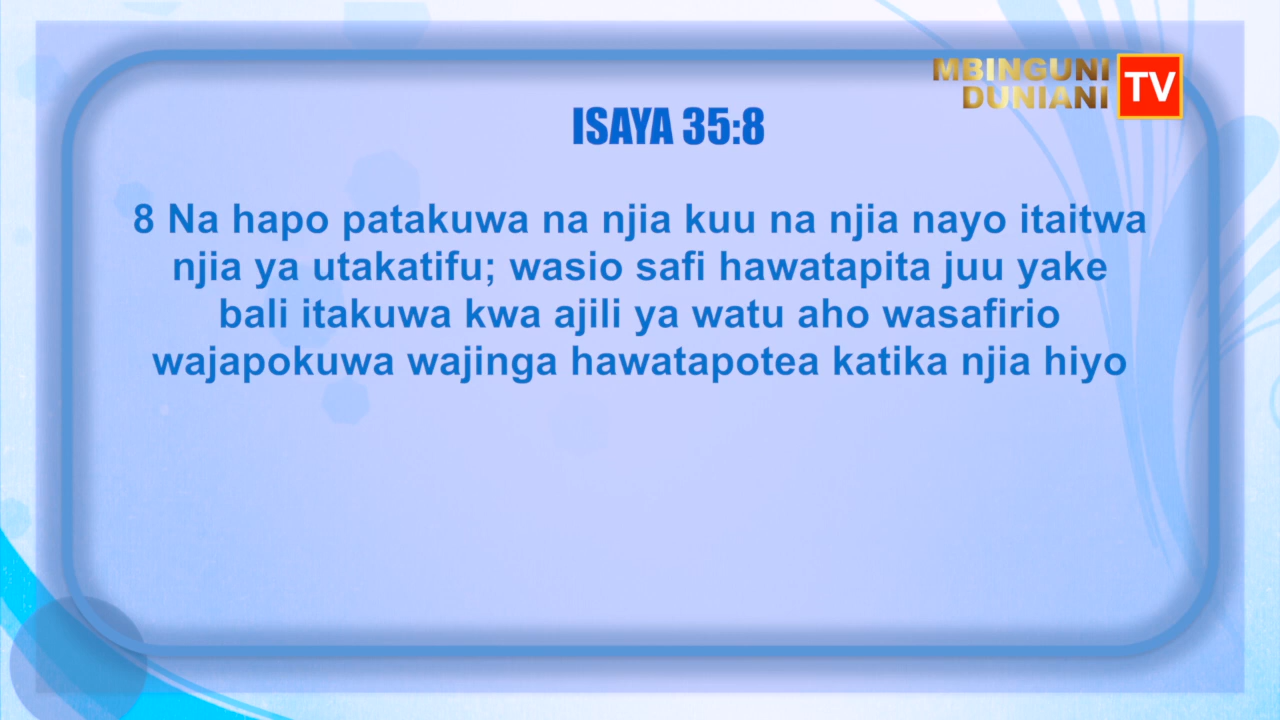 MBINGUNI
DUNIANI
TV
ISAYA 35:8
8 Na hapo patakuwa na njia kuu na njia nayo itaitwa
njia ya utakatifu; wasio safi hawatapita juu yake
bali itakuwa kwa ajili ya watu aho wasafirio
wajapokuwa wajinga hawatapotea katika njia hiyo